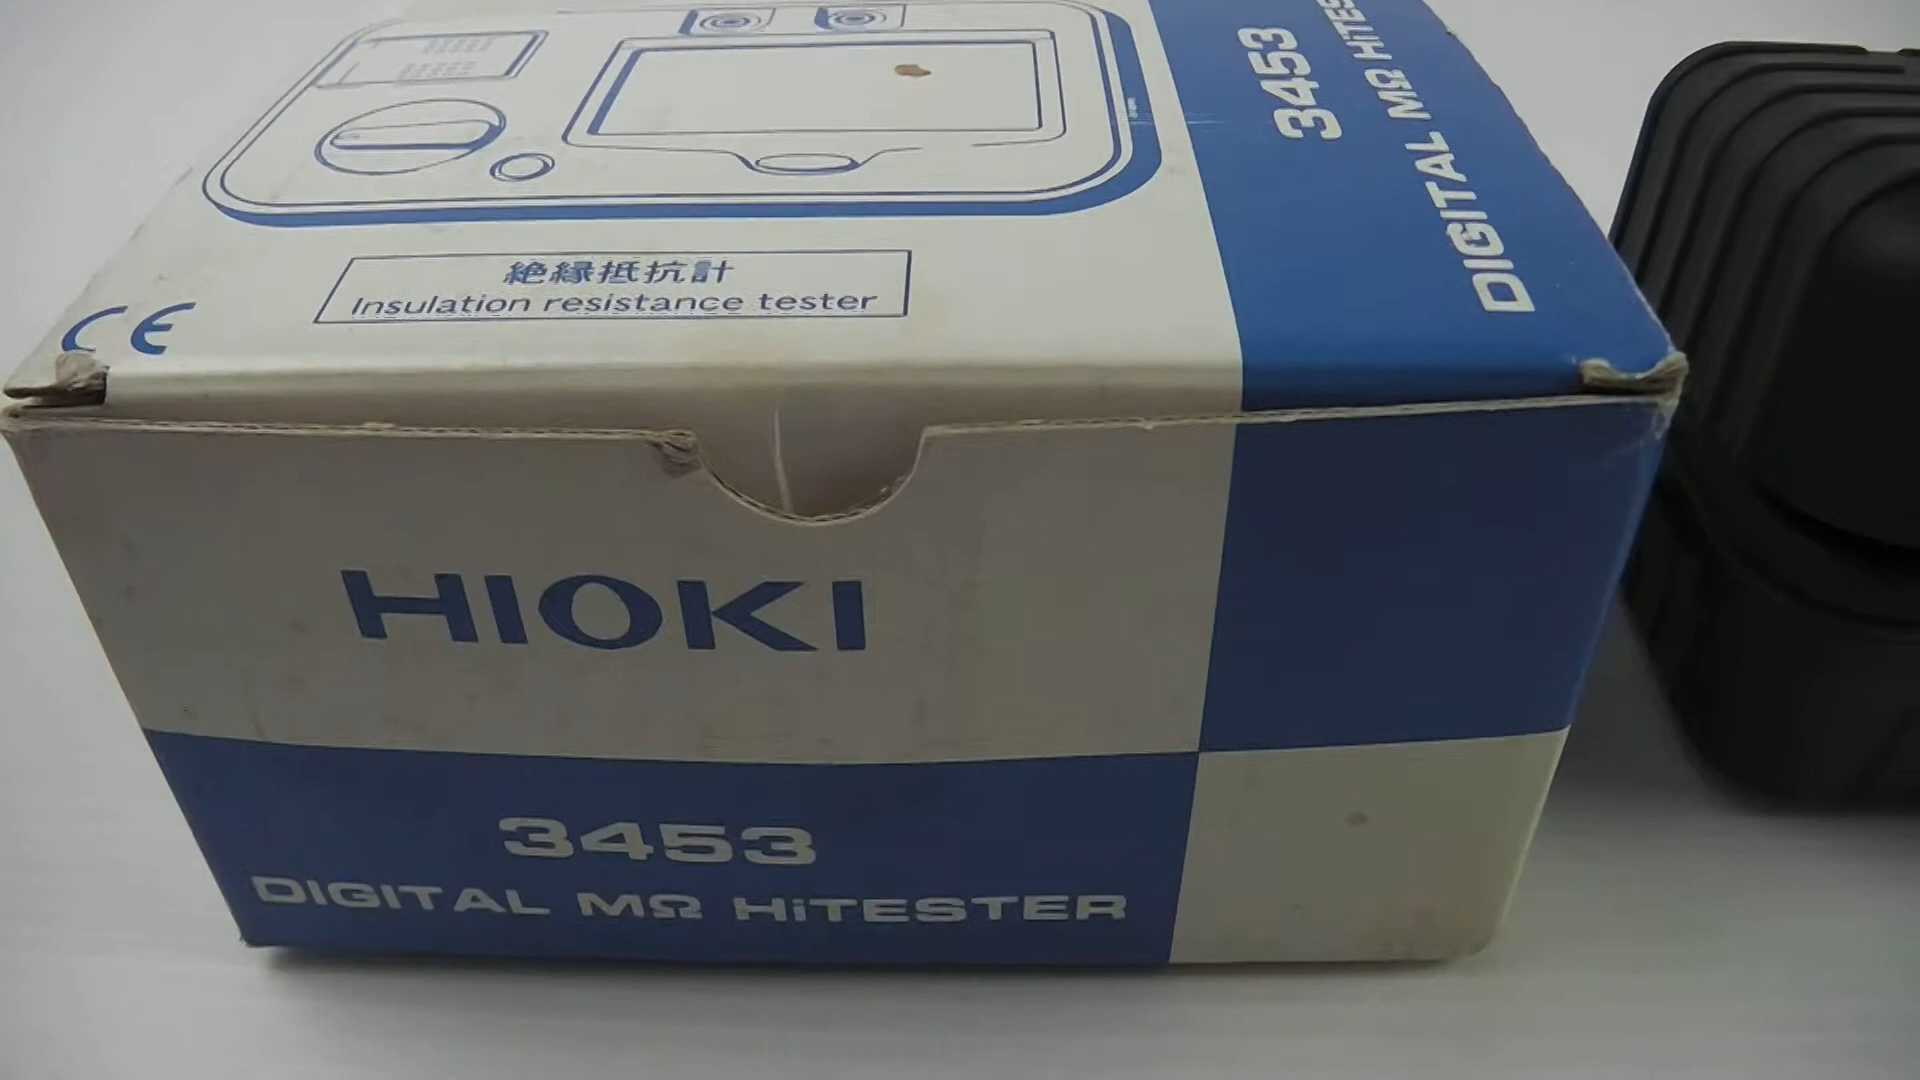 3453
DIGITAL MΩ HiTES
絶縁抵抗計
Insulation resistance tester
CE
HIOKI
3453
DIGITAL MΩ HiTESTER